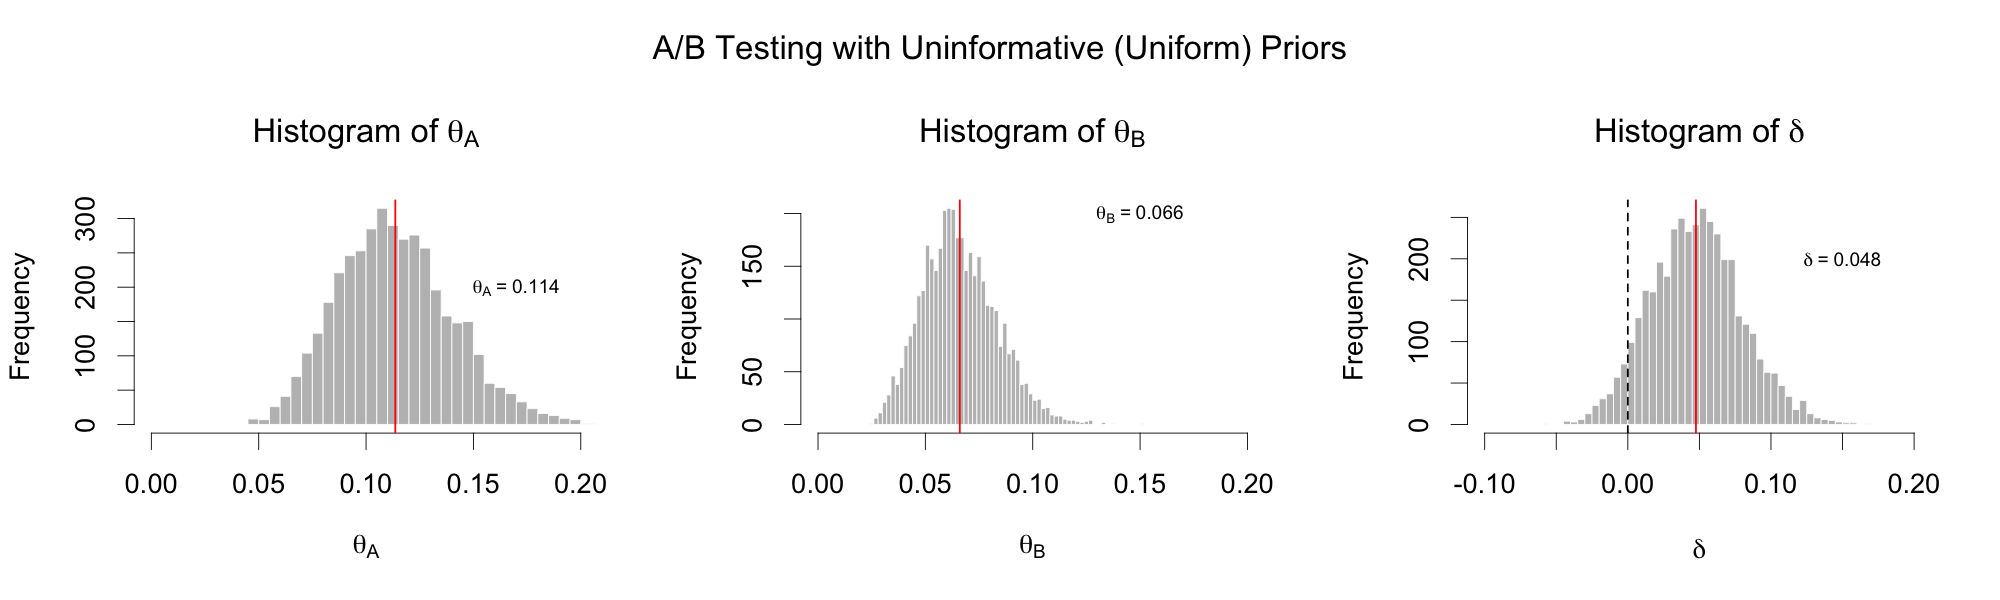 A/B Testing with Uninformative (Uniform) Priors
Histogram of θA
Frequency
0
100
200
300
θA = 0.114
0.00 0.05 0.10 0.15 0.20
θA
Histogram of θB
Frequency
0
50
150
θB = 0.066
0.00 0.05 0.10 0.15 0.20
θB
Histogram of δ
Frequency
0
100
200
δ = 0.048
-0.10 0.00 0.10 0.20
δ